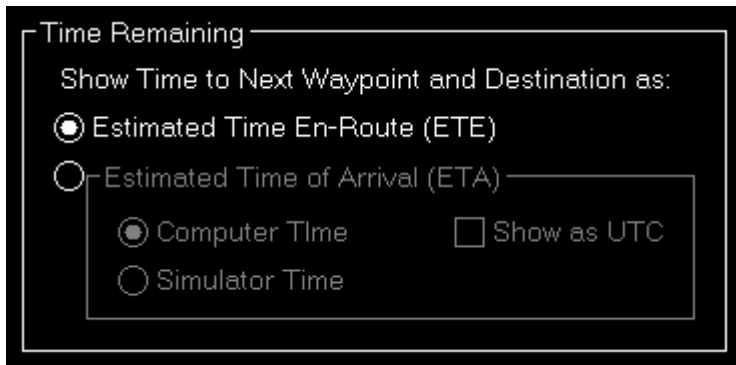 Time Remaining
Show Time to Next Waypoint and Destination as:
Estimated Time En-Route (ETE)
Estimated Time of Arrival (ETA)
Computer TIme Show as UTC
Simulator Time